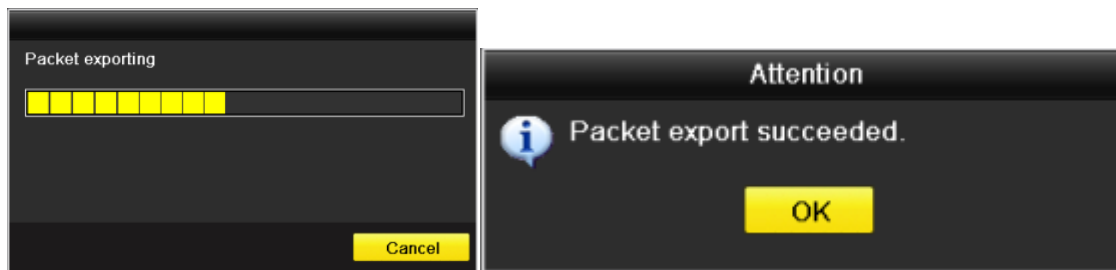 Packet exporting
Cancel
Attention
Packet export succeeded.
OK